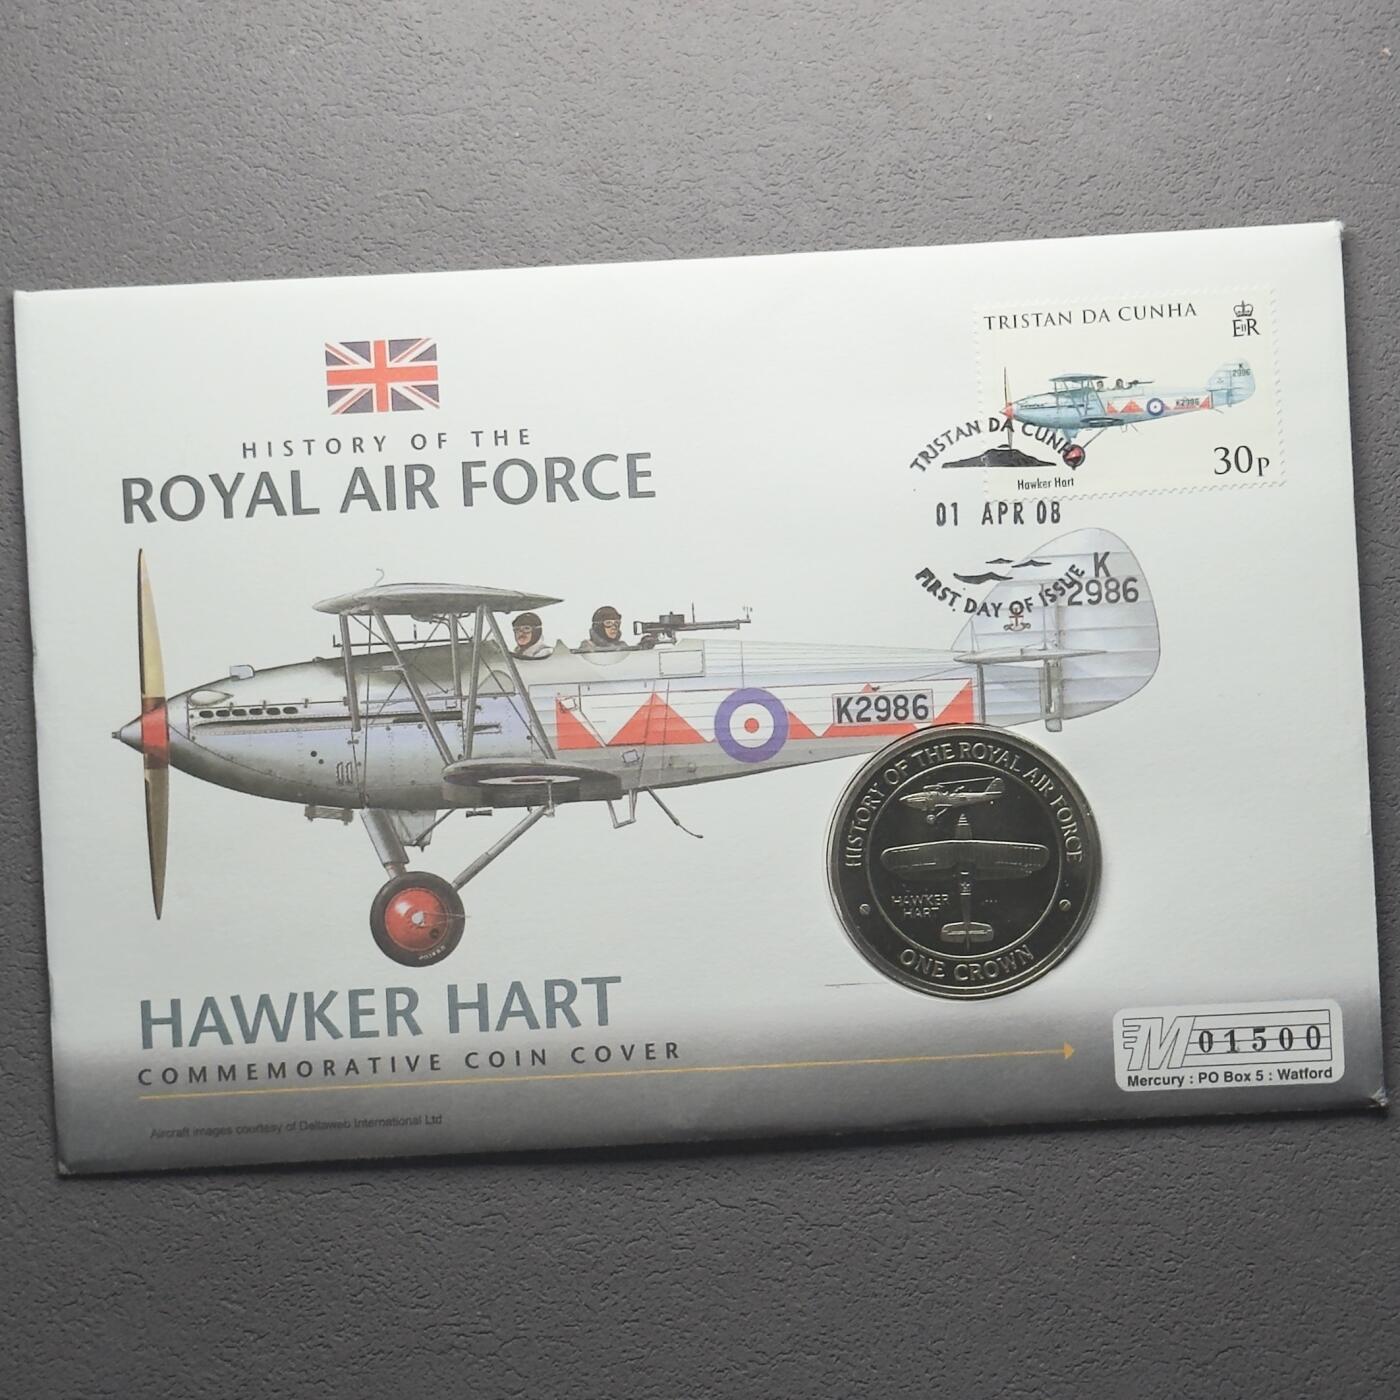 HISTORY OF THE
ROYAL AIR FORCE
TRISTAN DA CUNHA
EIIR
K
2986
K2986
30P
Hawker Hart
TRISTAN DA CUNHA
01 APR 08
FIRST DAY OF ISSUE
K
2986
K2986
HISTORY OF THE ROYAL AIR FORCE
HAWKER
HART
ONE CROWN
HAWKER HART
COMMEMORATIVE COIN COVER
M 01500
Mercury : PO Box 5 : Watford
Aircraft images courtesy of Deltaweb International Ltd